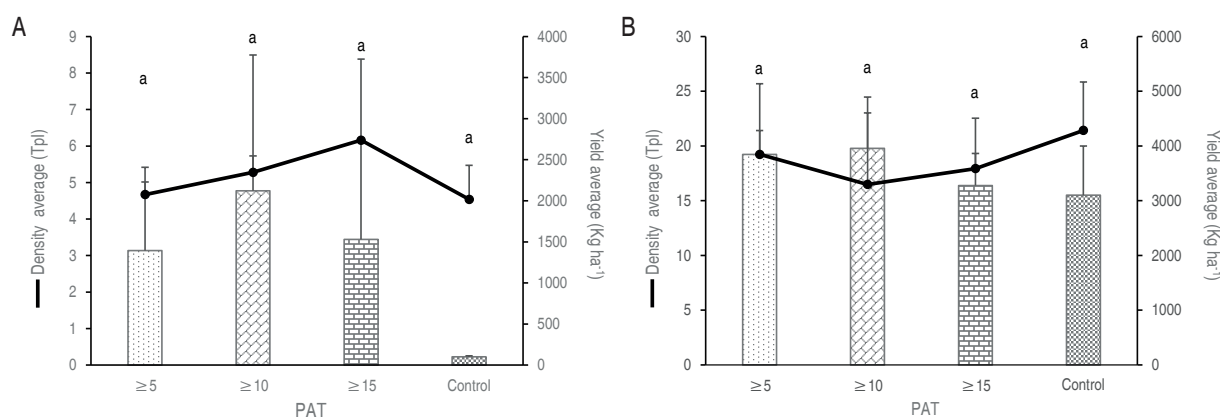 A
9
8
7
6
5
4
3
2
1
0
Density average (Tpl)
4000
3500
3000
2500
2000
1500
1000
500
0
Yield average (Kg ha-1)
a
a
a
a
≥5
≥10
≥15
Control
PAT
B
30
25
20
15
10
5
0
Density average (Tpl)
6000
5000
4000
3000
2000
1000
0
Yield average (Kg ha-1)
a
a
a
a
≥5
≥10
≥15
Control
PAT